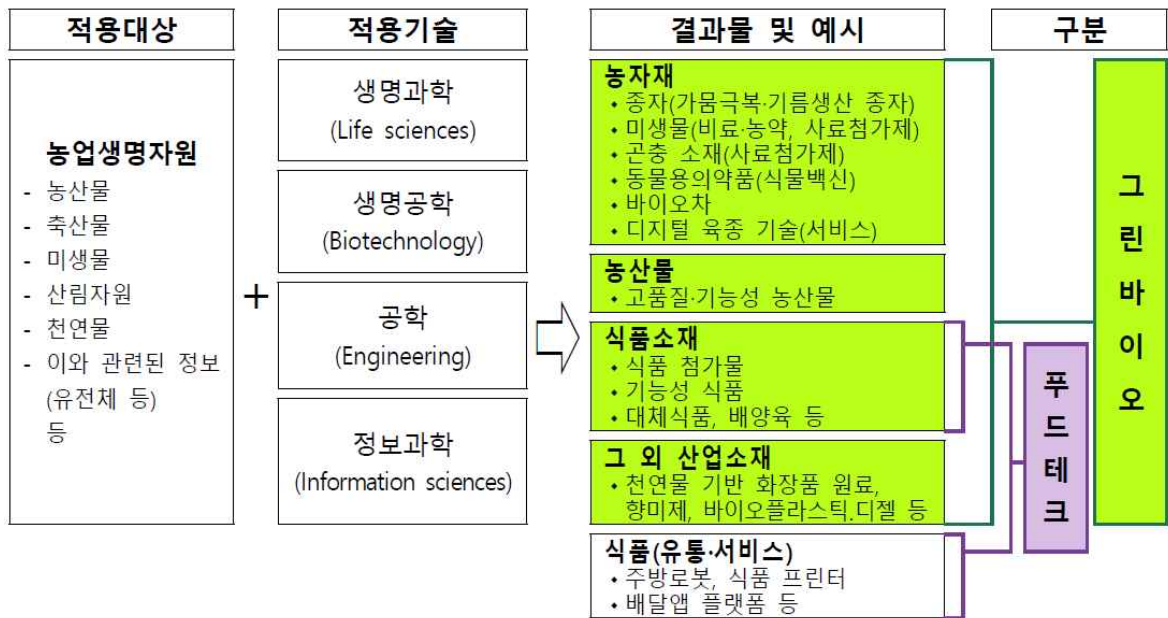 적용대상
농업생명자원
- 농산물
- 축산물
- 미생물
- 산림자원
- 천연물
- 이와 관련된 정보
(유전체 등)
등
+
적용기술
생명과학
(Life sciences)
생명공학
(Biotechnology)
공학
(Engineering)
정보과학
(Information sciences)
결과물 및 예시
농자재
• 종자(가뭄극복·기름생산 종자)
• 미생물(비료·농약, 사료첨가제)
• 곤충 소재(사료첨가제)
• 동물용의약품(식물백신)
• 바이오차
• 디지털 육종 기술(서비스)
농산물
• 고품질·기능성 농산물
식품소재
• 식품 첨가물
• 기능성 식품
• 대체식품, 배양육 등
그 외 산업소재
• 천연물 기반 화장품 원료,
향미제, 바이오플라스틱.디젤 등
식품(유통·서비스)
• 주방로봇, 식품 프린터
• 배달앱 플랫폼 등
구분
그린바이오
푸드테크